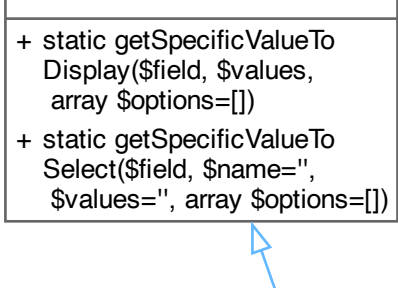 + static getSpecificValueTo
Display($field, $values,
array $options=[])
+ static getSpecificValueTo
Select($field, $name='',
$values='', array $options=[])